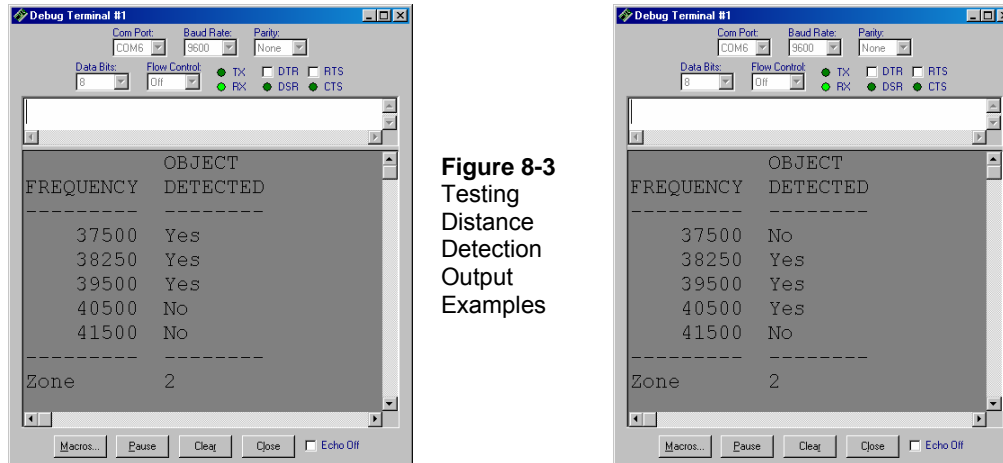 Debug Terminal #1
Com Port: Baud Rate: Parity:
COM6 9600 None
Data Bits: Flow Control: TX DTR RTS
8 Off RX DSR CTS
OBJECT
FREQUENCY DETECTED
--------- --------
37500 Yes
38250 Yes
39500 Yes
40500 No
41500 No
--------- --------
Zone 2
Macros... Pause Clear Close Echo Off
Figure 8-3
Testing
Distance
Detection
Output
Examples
Debug Terminal #1
Com Port: Baud Rate: Parity:
COM6 9600 None
Data Bits: Flow Control: TX DTR RTS
8 Off RX DSR CTS
OBJECT
FREQUENCY DETECTED
--------- --------
37500 No
38250 Yes
39500 Yes
40500 Yes
41500 No
--------- --------
Zone 2
Macros... Pause Clear Close Echo Off